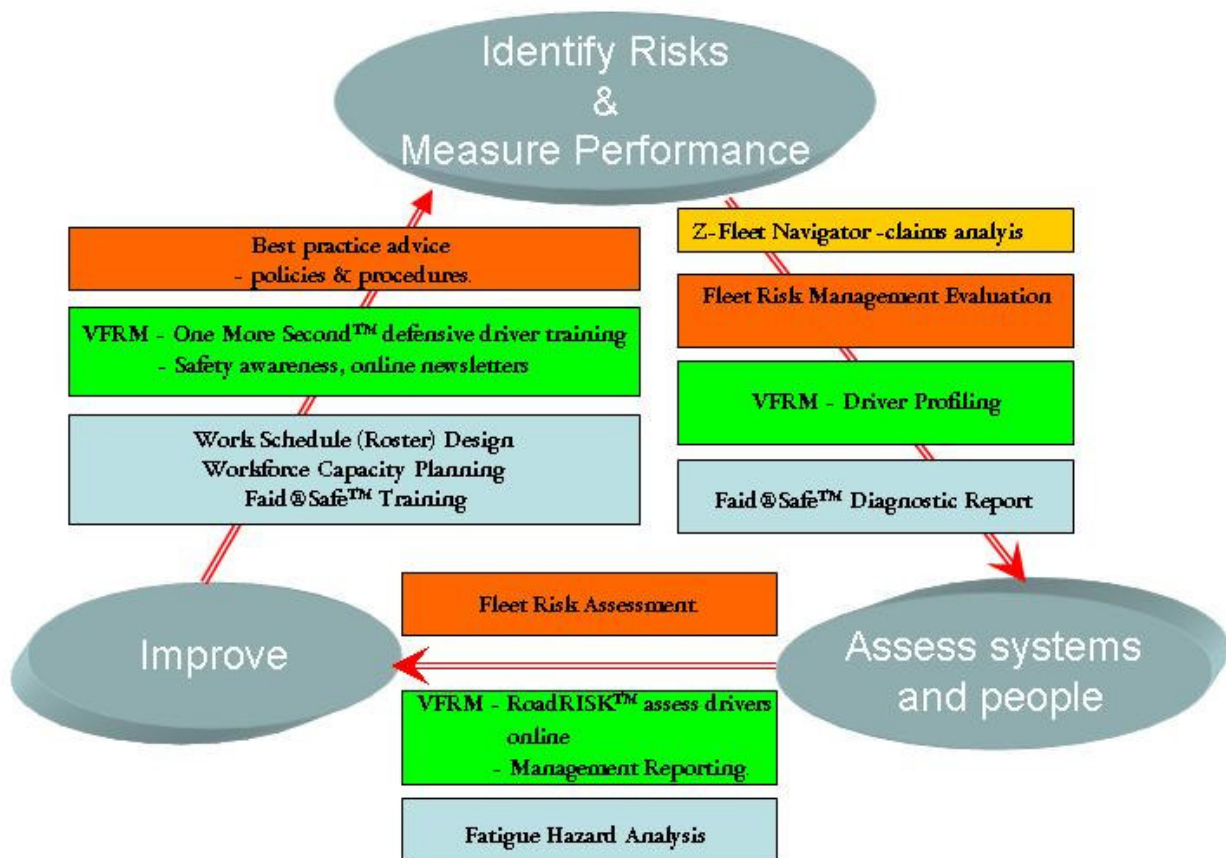 Identify Risks
&
Measure Performance
Z-Fleet Navigator -claims analyis
Fleet Risk Management Evaluation
VFRM - Driver Profiling
Faid®Safe™ Diagnostic Report
Assess systems
and people
Fleet Risk Assessment
VFRM - RoadRISK™ assess drivers
online
- Management Reporting
Fatigue Hazard Analysis
Improve
Best practice advice
- policies & procedures.
VFRM - One More Second™ defensive driver training
- Safety awareness, online newsletters
Work Schedule (Roster) Design
Workforce Capacity Planning
Faid®Safe™ Training